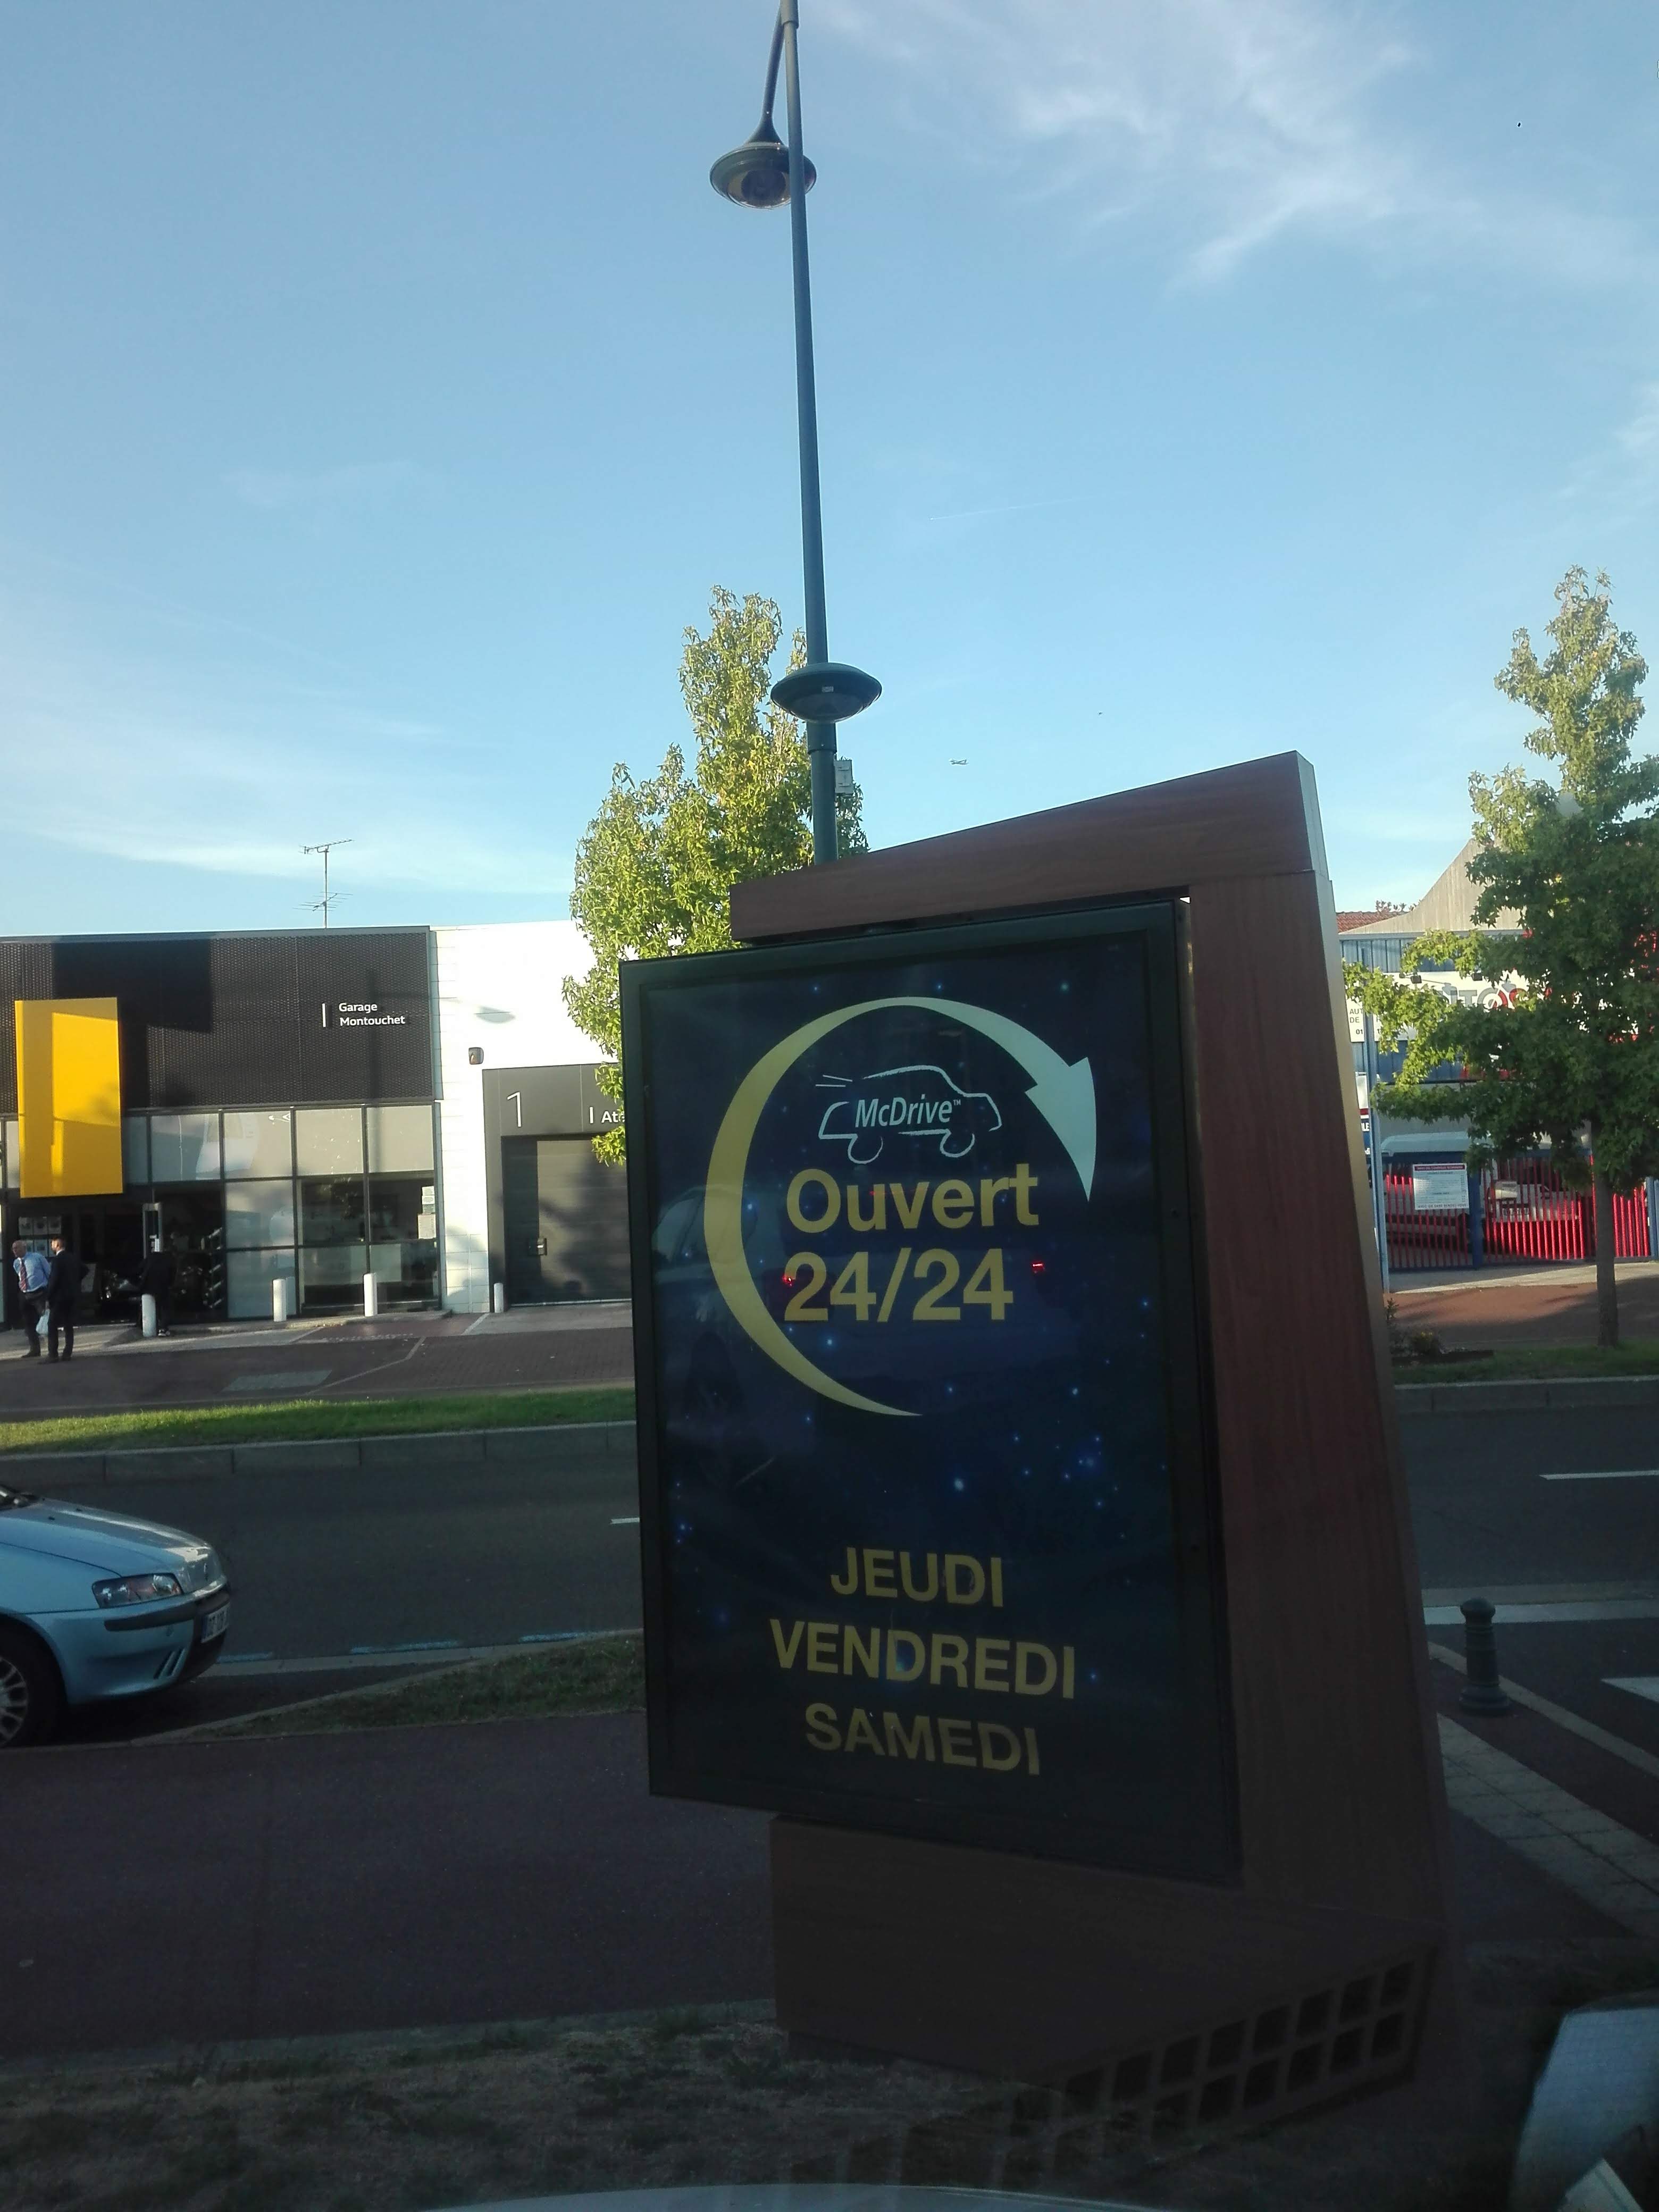 Garage
Montouchet
1
McDrive™
Ouvert
24/24
JEUDI
VENDREDI
SAMEDI